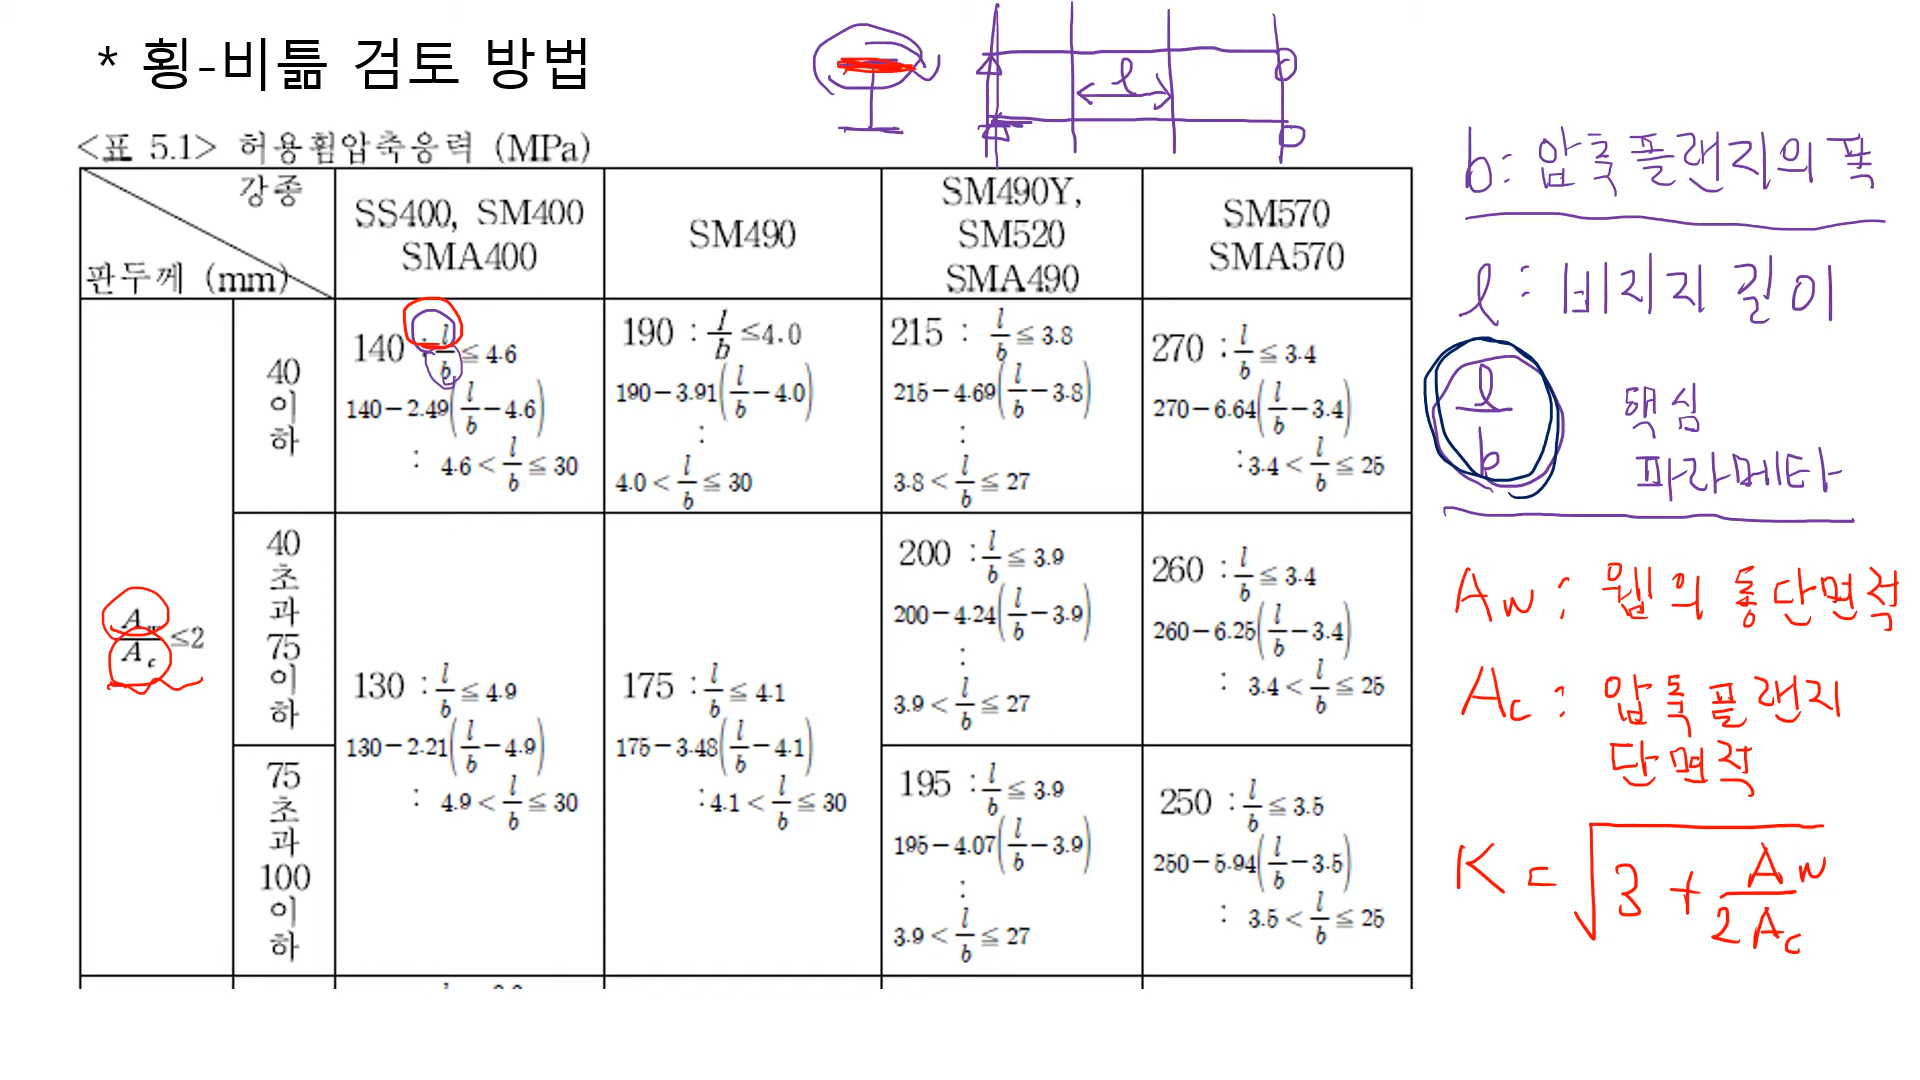 * 횡-비틂 검토 방법
<표 5.1> 허용휨압축응력 (MPa)
강종
판두께 (mm)
SS400, SM400
SMA400
SM490
SM490Y,
SM520
SMA490
SM570
SMA570
A_w/A_c ≤2
40
이
하
140 : l/b ≤ 4.6
140−2.49(l/b−4.6)
: 4.6 < l/b ≤ 30
190 : l/b ≤4.0
190−3.91(l/b−4.0)
:
4.0 < l/b ≤ 30
215 : l/b ≤ 3.8
215−4.69(l/b−3.8)
:
3.8 < l/b ≤ 27
270 : l/b ≤ 3.4
270−6.64(l/b−3.4)
: 3.4 < l/b ≤ 25
40
초
과
75
이
하
75
초
과
100
이
하
130 : l/b ≤ 4.9
130−2.21(l/b−4.9)
: 4.9 < l/b ≤ 30
175 : l/b ≤ 4.1
175−3.48(l/b−4.1)
: 4.1 < l/b ≤ 30
200 : l/b ≤ 3.9
200−4.24(l/b−3.9)
:
3.9 < l/b ≤ 27
260 : l/b ≤ 3.4
260−6.25(l/b−3.4)
: 3.4 < l/b ≤ 25
195 : l/b ≤ 3.9
195−4.07(l/b−3.9)
:
3.9 < l/b ≤ 27
250 : l/b ≤ 3.5
250−5.94(l/b−3.5)
: 3.5 < l/b ≤ 25
l
b: 압축플랜지의 폭
l : 비지지 길이
l/b
핵심
파라메타
Aw : 웹의 총단면적
Ac : 압축플랜지
단면적
K = √(3 + Aw/2Ac)